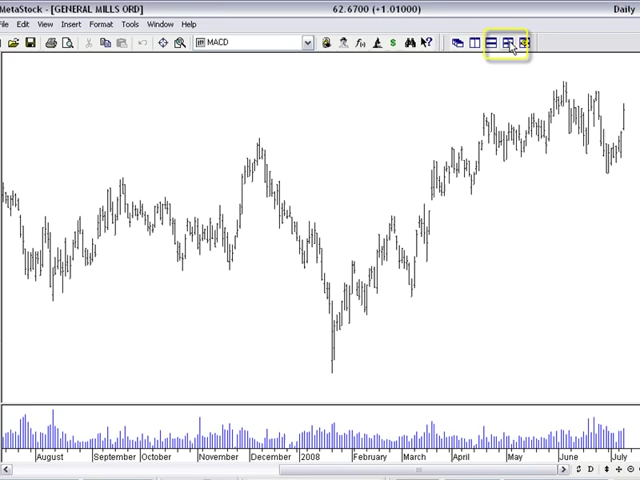 MetaStock - [GENERAL MILLS ORD] 62.6700 (+1.01000) Daily
File Edit View Insert Format Tools Window Help
MACD
August September October November December 2008 February March April May June July
D